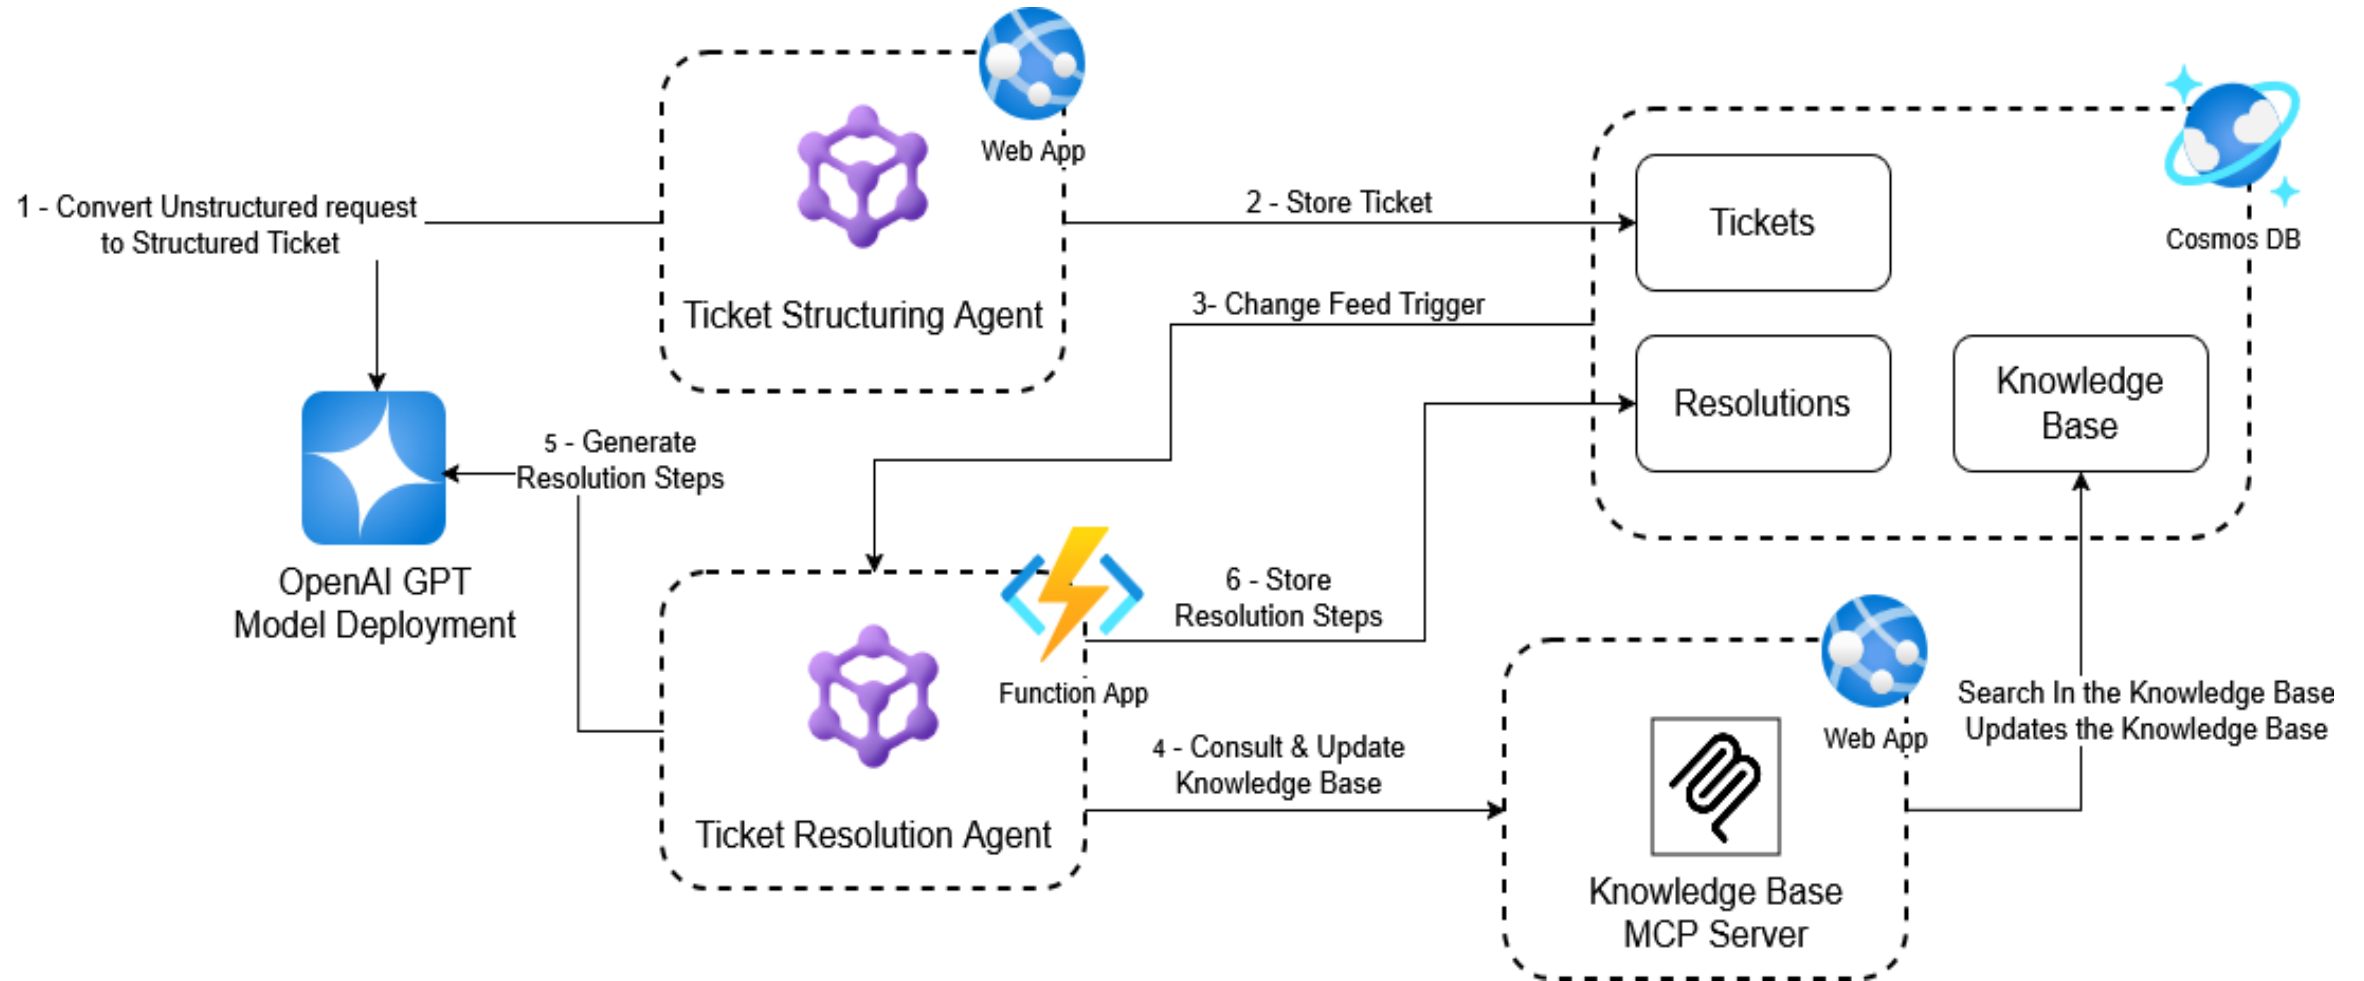 Web App
1 - Convert Unstructured request
to Structured Ticket
Ticket Structuring Agent
2 - Store Ticket
3- Change Feed Trigger
Tickets
Cosmos DB
Resolutions
Knowledge
Base
5 - Generate
Resolution Steps
OpenAI GPT
Model Deployment
Function App
Ticket Resolution Agent
6 - Store
Resolution Steps
4 - Consult & Update
Knowledge Base
Web App
Search In the Knowledge Base
Updates the Knowledge Base
Knowledge Base
MCP Server